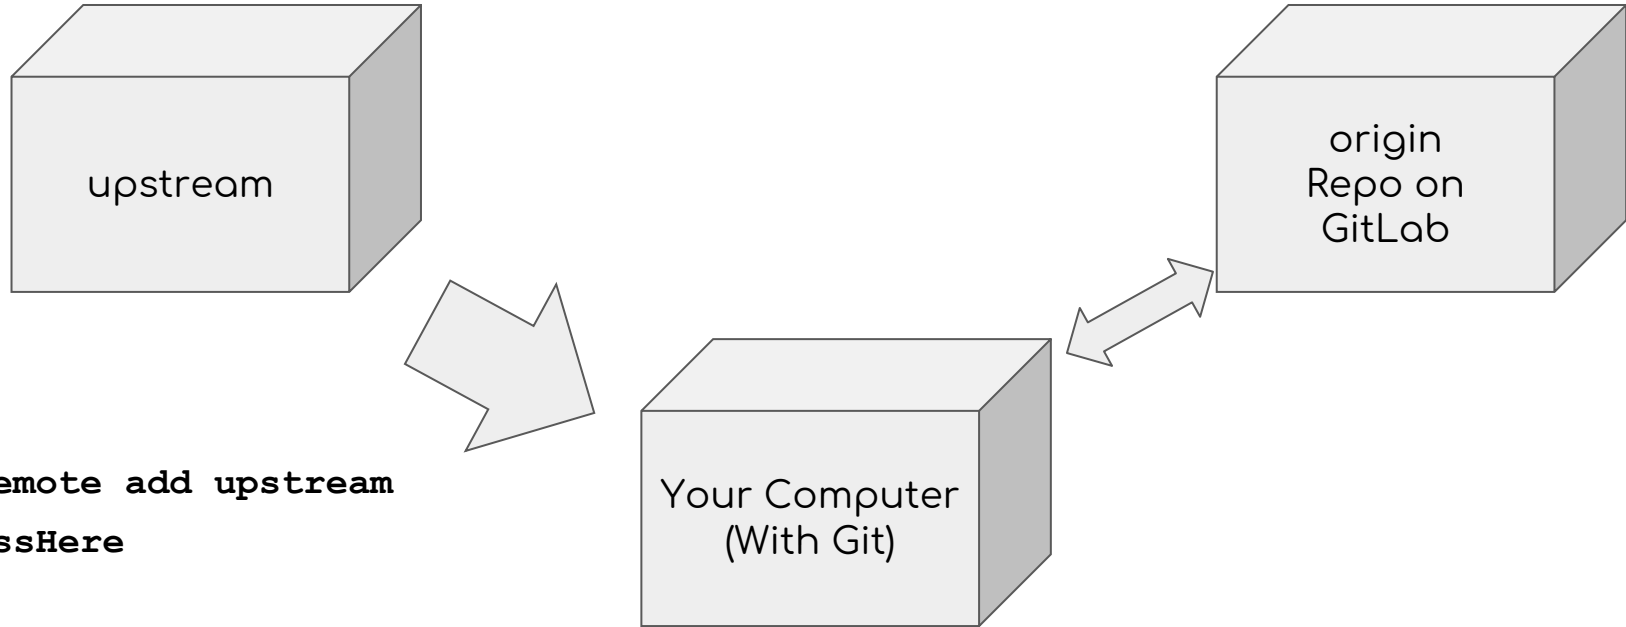 upstream
origin
Repo on
GitLab
emote add upstream
ssHere
Your Computer
(With Git)